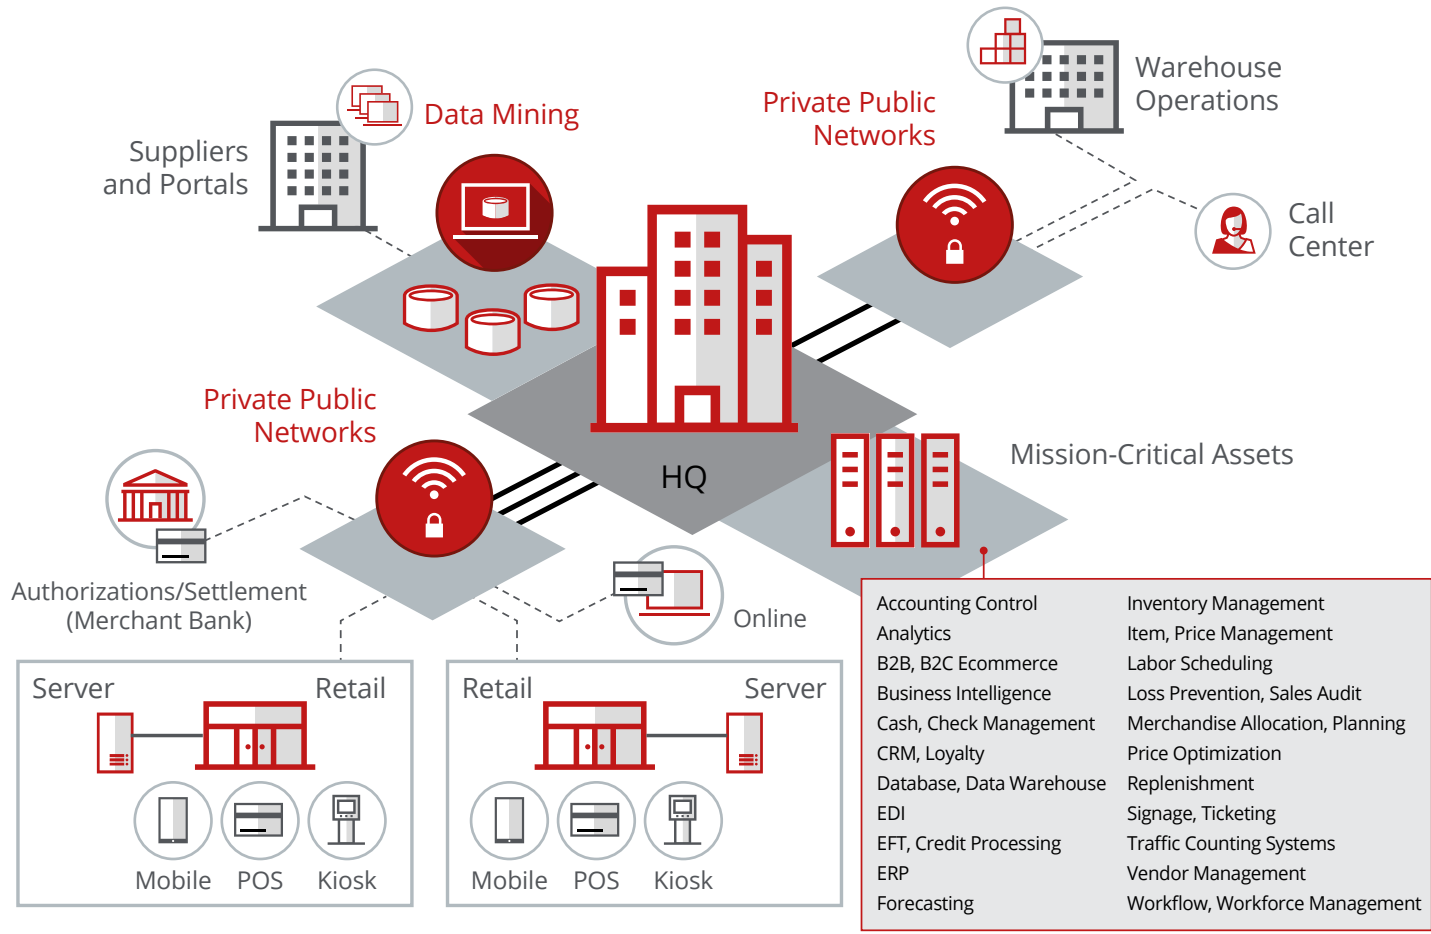 Warehouse
Operations
Private Public
Networks
Data Mining
Suppliers
and Portals
Call
Center
Private Public
Networks
HQ
Mission-Critical Assets
Authorizations/Settlement
(Merchant Bank)
Online
Server
Retail
Mobile
POS
Kiosk
Retail
Server
Mobile
POS
Kiosk
Accounting Control
Analytics
B2B, B2C Ecommerce
Business Intelligence
Cash, Check Management
CRM, Loyalty
Database, Data Warehouse
EDI
EFT, Credit Processing
ERP
Forecasting
Inventory Management
Item, Price Management
Labor Scheduling
Loss Prevention, Sales Audit
Merchandise Allocation, Planning
Price Optimization
Replenishment
Signage, Ticketing
Traffic Counting Systems
Vendor Management
Workflow, Workforce Management